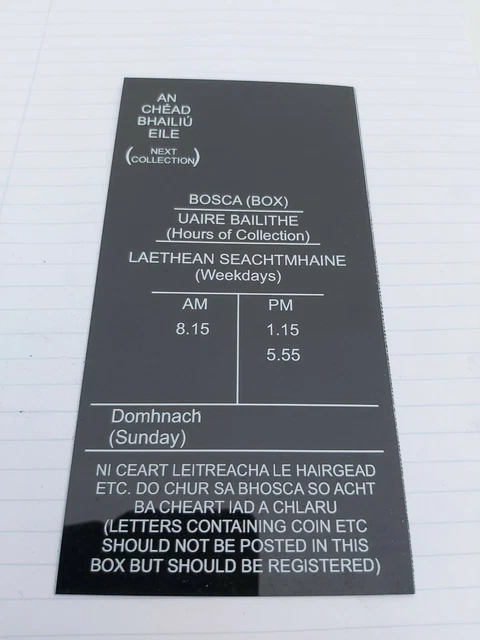 AN
CHÉAD
BHAILIÚ
EILE
(NEXT
COLLECTION)
BOSCA (BOX)
UAIRE BAILITHE
(Hours of Collection)
LAETHEAN SEACHTMHAINE
(Weekdays)
AM PM
8.15 1.15
5.55
Domhnach
(Sunday)
NI CEART LEITREACHA LE HAIRGEAD
ETC. DO CHUR SA BHOSCA SO ACHT
BA CHEART IAD A CHLARU
(LETTERS CONTAINING COIN ETC
SHOULD NOT BE POSTED IN THIS
BOX BUT SHOULD BE REGISTERED)